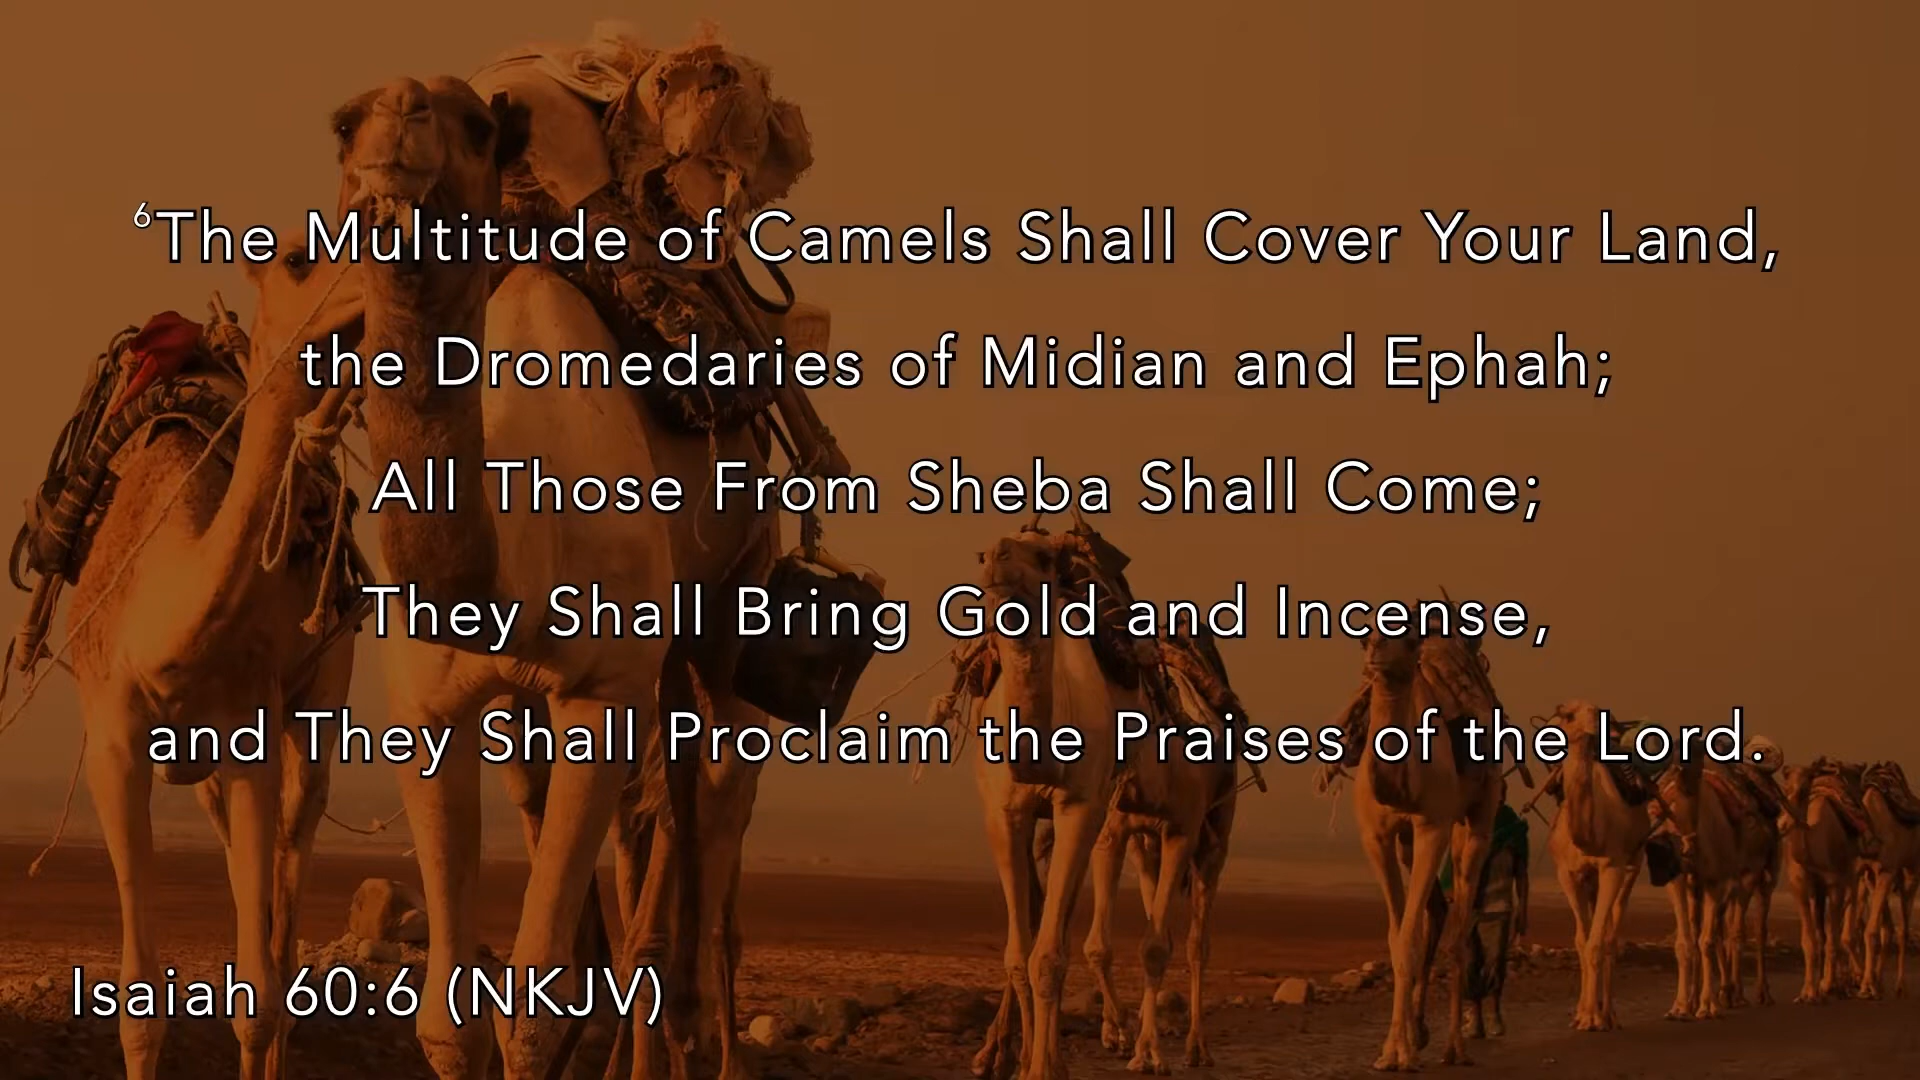 ⁶The Multitude of Camels Shall Cover Your Land,
the Dromedaries of Midian and Ephah;
All Those From Sheba Shall Come;
They Shall Bring Gold and Incense,
and They Shall Proclaim the Praises of the Lord.
Isaiah 60:6 (NKJV)